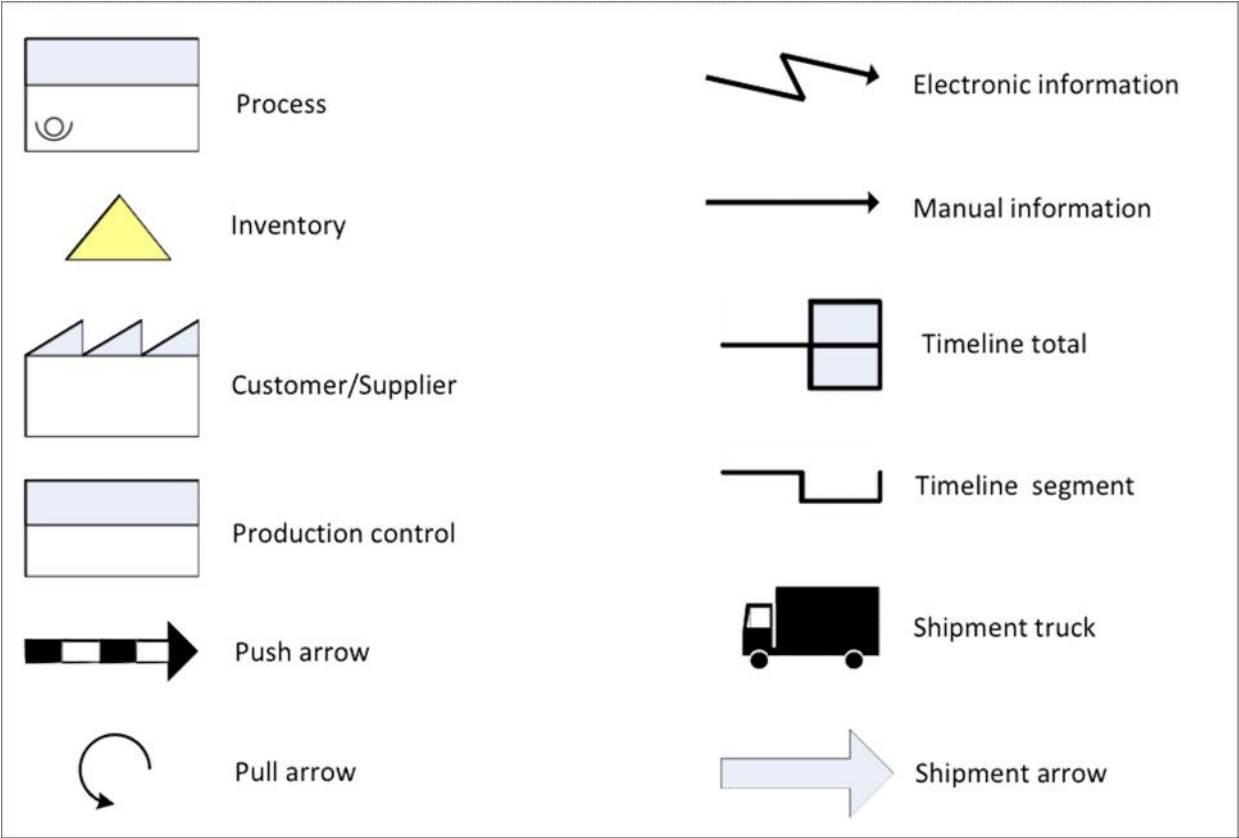 Process
Inventory
Customer/Supplier
Production control
Push arrow
Pull arrow
Electronic information
Manual information
Timeline total
Timeline segment
Shipment truck
Shipment arrow